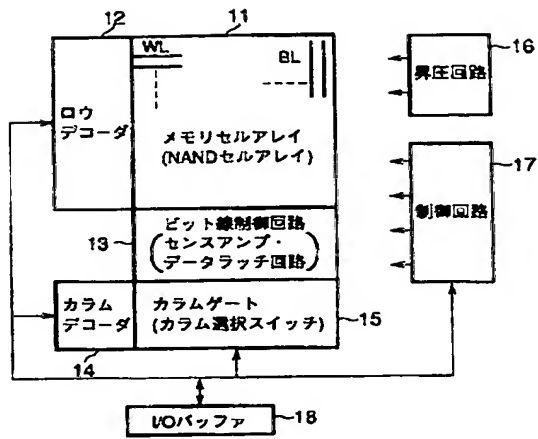 12
11
WL
BL
16
昇圧回路
ロウ
デコーダ
メモリセルアレイ
(NANDセルアレイ)
17
制御回路
13
ビット線制御回路
(センスアンプ・
データラッチ回路)
カラム
デコーダ
カラムゲート
(カラム選択スイッチ)
15
14
I/Oバッファ
18